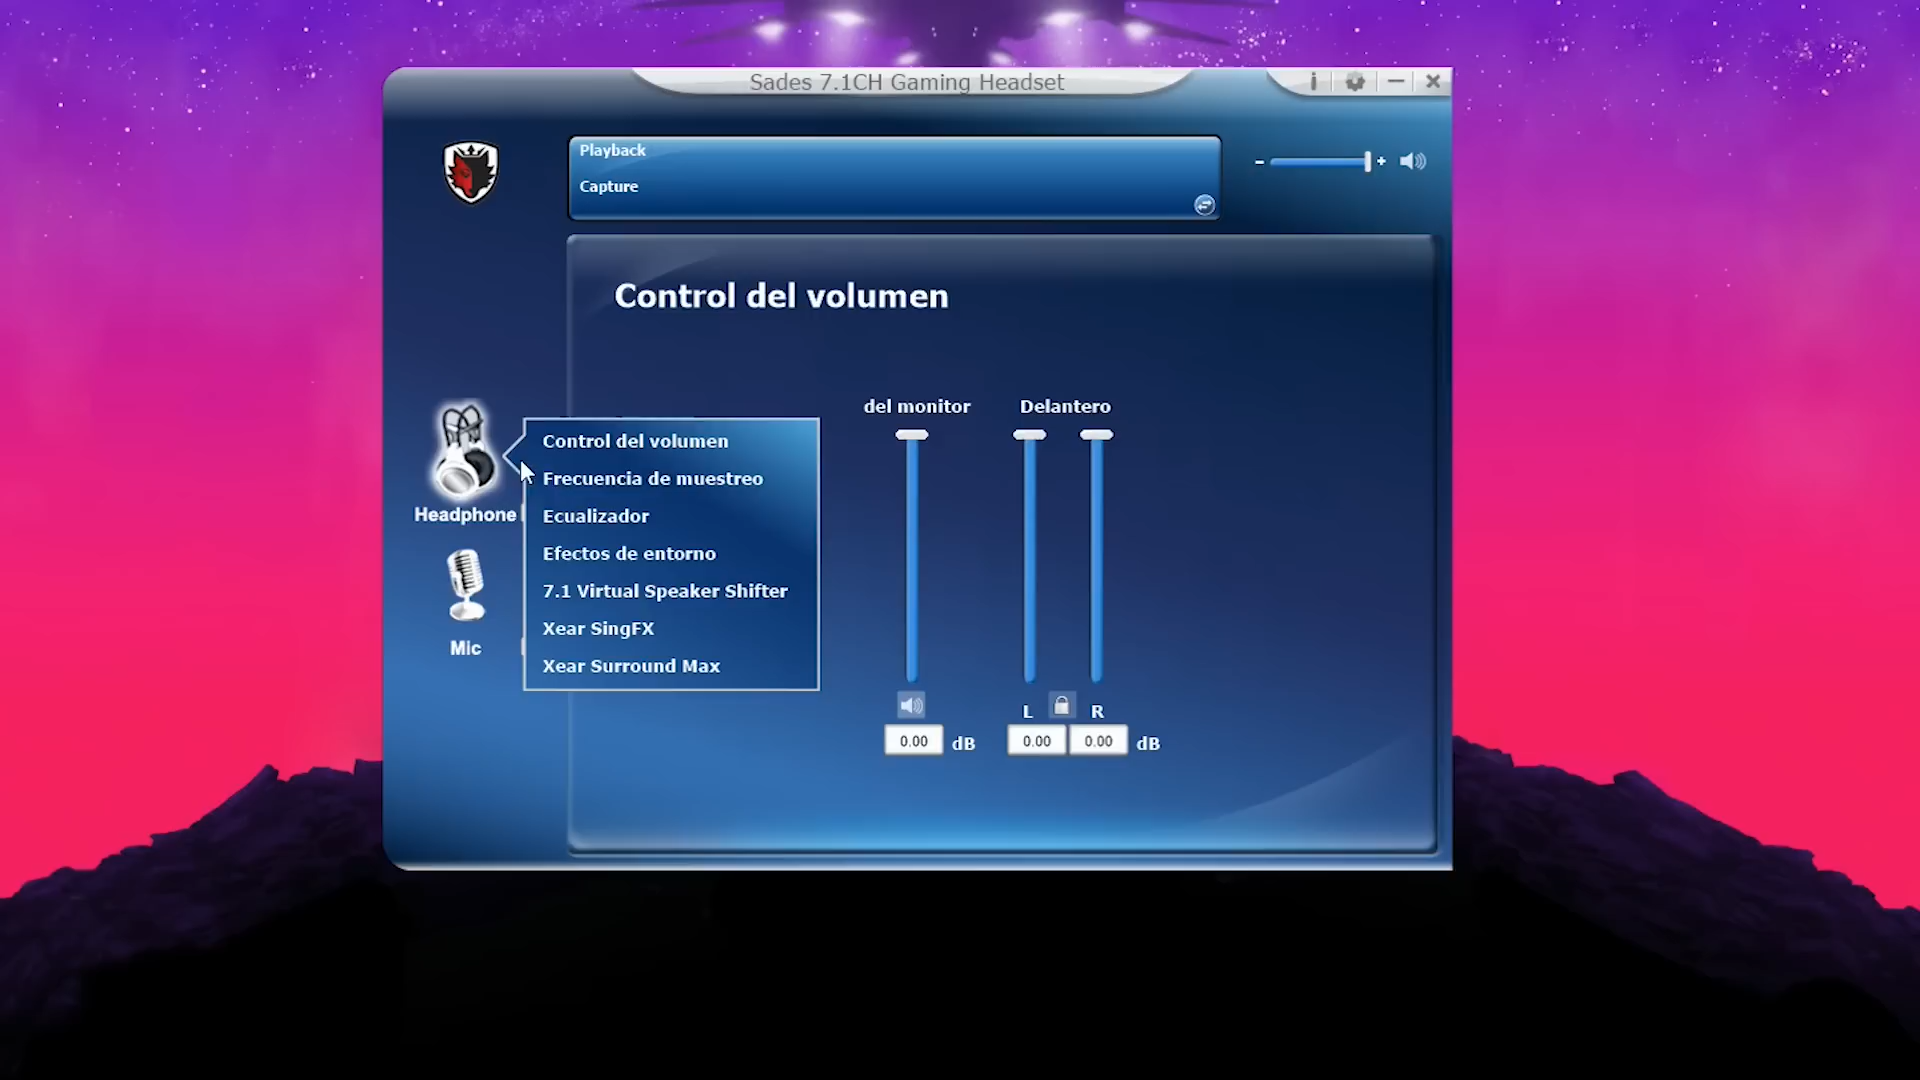 Sades 7.1CH Gaming Headset
Playback
Capture
- +
Control del volumen
del monitor Delantero
Control del volumen
Frecuencia de muestreo
Ecualizador
Efectos de entorno
7.1 Virtual Speaker Shifter
Xear SingFX
Xear Surround Max
Headphone
Mic
L R
0.00 dB 0.00 0.00 dB